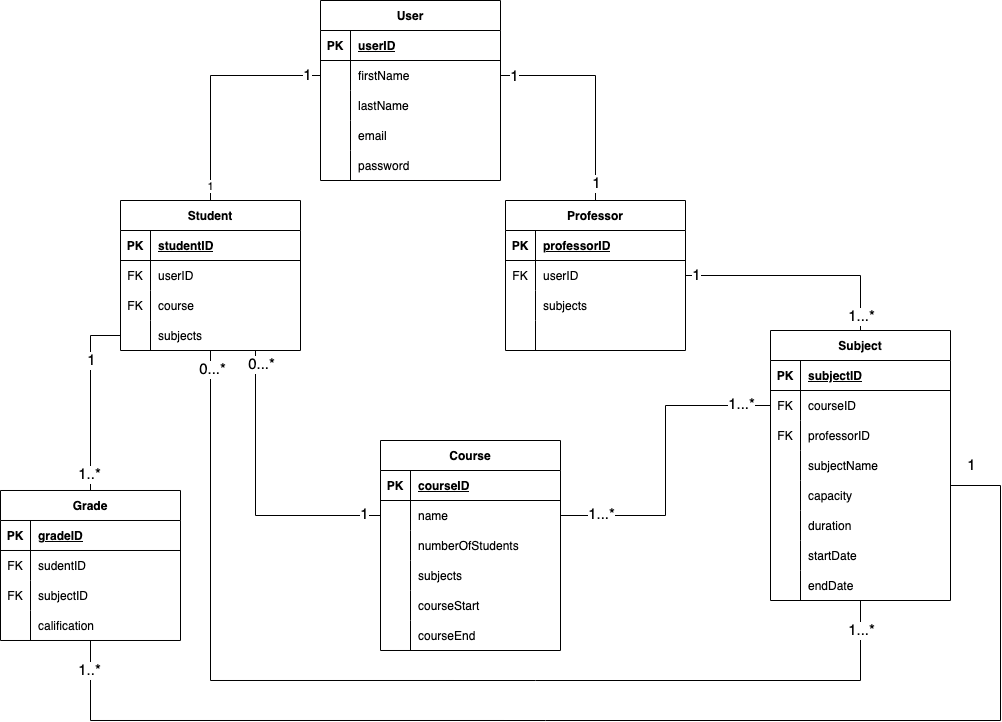 User
PK userID
firstName
lastName
email
password
1
1
1
1
Student
PK studentID
FK userID
FK course
subjects
Professor
PK professorID
FK userID
subjects
1
1...*
1
0...*
0...*
Subject
PK subjectID
FK courseID
FK professorID
subjectName
capacity
duration
startDate
endDate
1...*
1
Course
PK courseID
name
numberOfStudents
subjects
courseStart
courseEnd
1
1...*
1..*
Grade
PK gradeID
FK sudentID
FK subjectID
calification
1...*
1..*